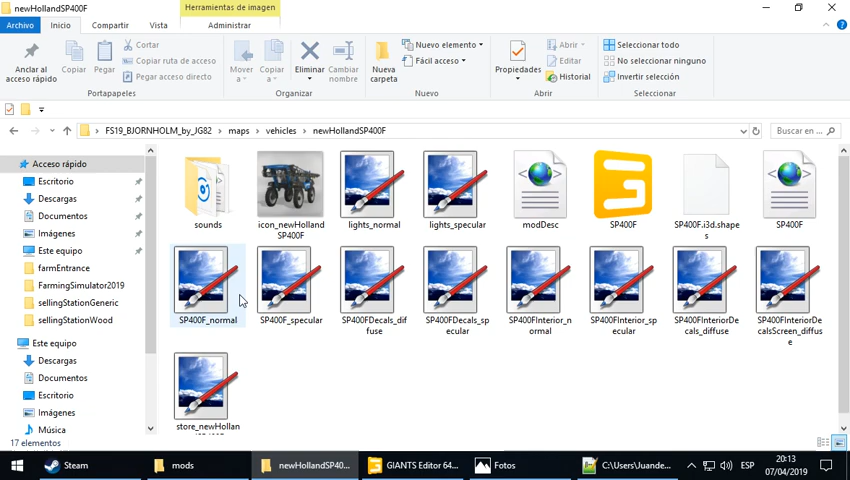 newHollandSP400F
Herramientas de imagen
Archivo
Inicio
Compartir
Vista
Administrar
Anclar al
acceso rápido
Copiar
Pegar
Cortar
Copiar ruta de acceso
Pegar acceso directo
Portapapeles
Mover
a
Copiar
a
Eliminar
Cambiar
nombre
Organizar
Nueva
carpeta
Nuevo elemento
Fácil acceso
Nuevo
Propiedades
Abrir
Editar
Historial
Abrir
Seleccionar todo
No seleccionar ninguno
Invertir selección
Seleccionar
FS19_BJORNHOLM_by_JG82 > maps > vehicles > newHollandSP400F
Buscar en ...
Acceso rápido
Escritorio
Descargas
Documentos
Imágenes
Este equipo
farmEntrance
FarmingSimulator2019
sellingStationGeneric
sellingStationWood
Este equipo
Descargas
Documentos
Escritorio
Imágenes
Música
sounds
icon_newHolland
SP400F
lights_normal
lights_specular
modDesc
SP400F
SP400F.i3d.shape
s
SP400F
SP400F_normal
SP400F_specular
SP400FDecals_dif
fuse
SP400FDecals_sp
ecular
SP400FInterior_n
ormal
SP400FInterior_sp
ecular
SP400FInteriorDe
cals_diffuse
SP400FInteriorDe
calsScreen_diffus
e
store_newHollan
17 elementos
Steam
mods
newHollandSP40...
GIANTS Editor 64...
Fotos
C:\Users\Juande...
ESP
20:13
07/04/2019